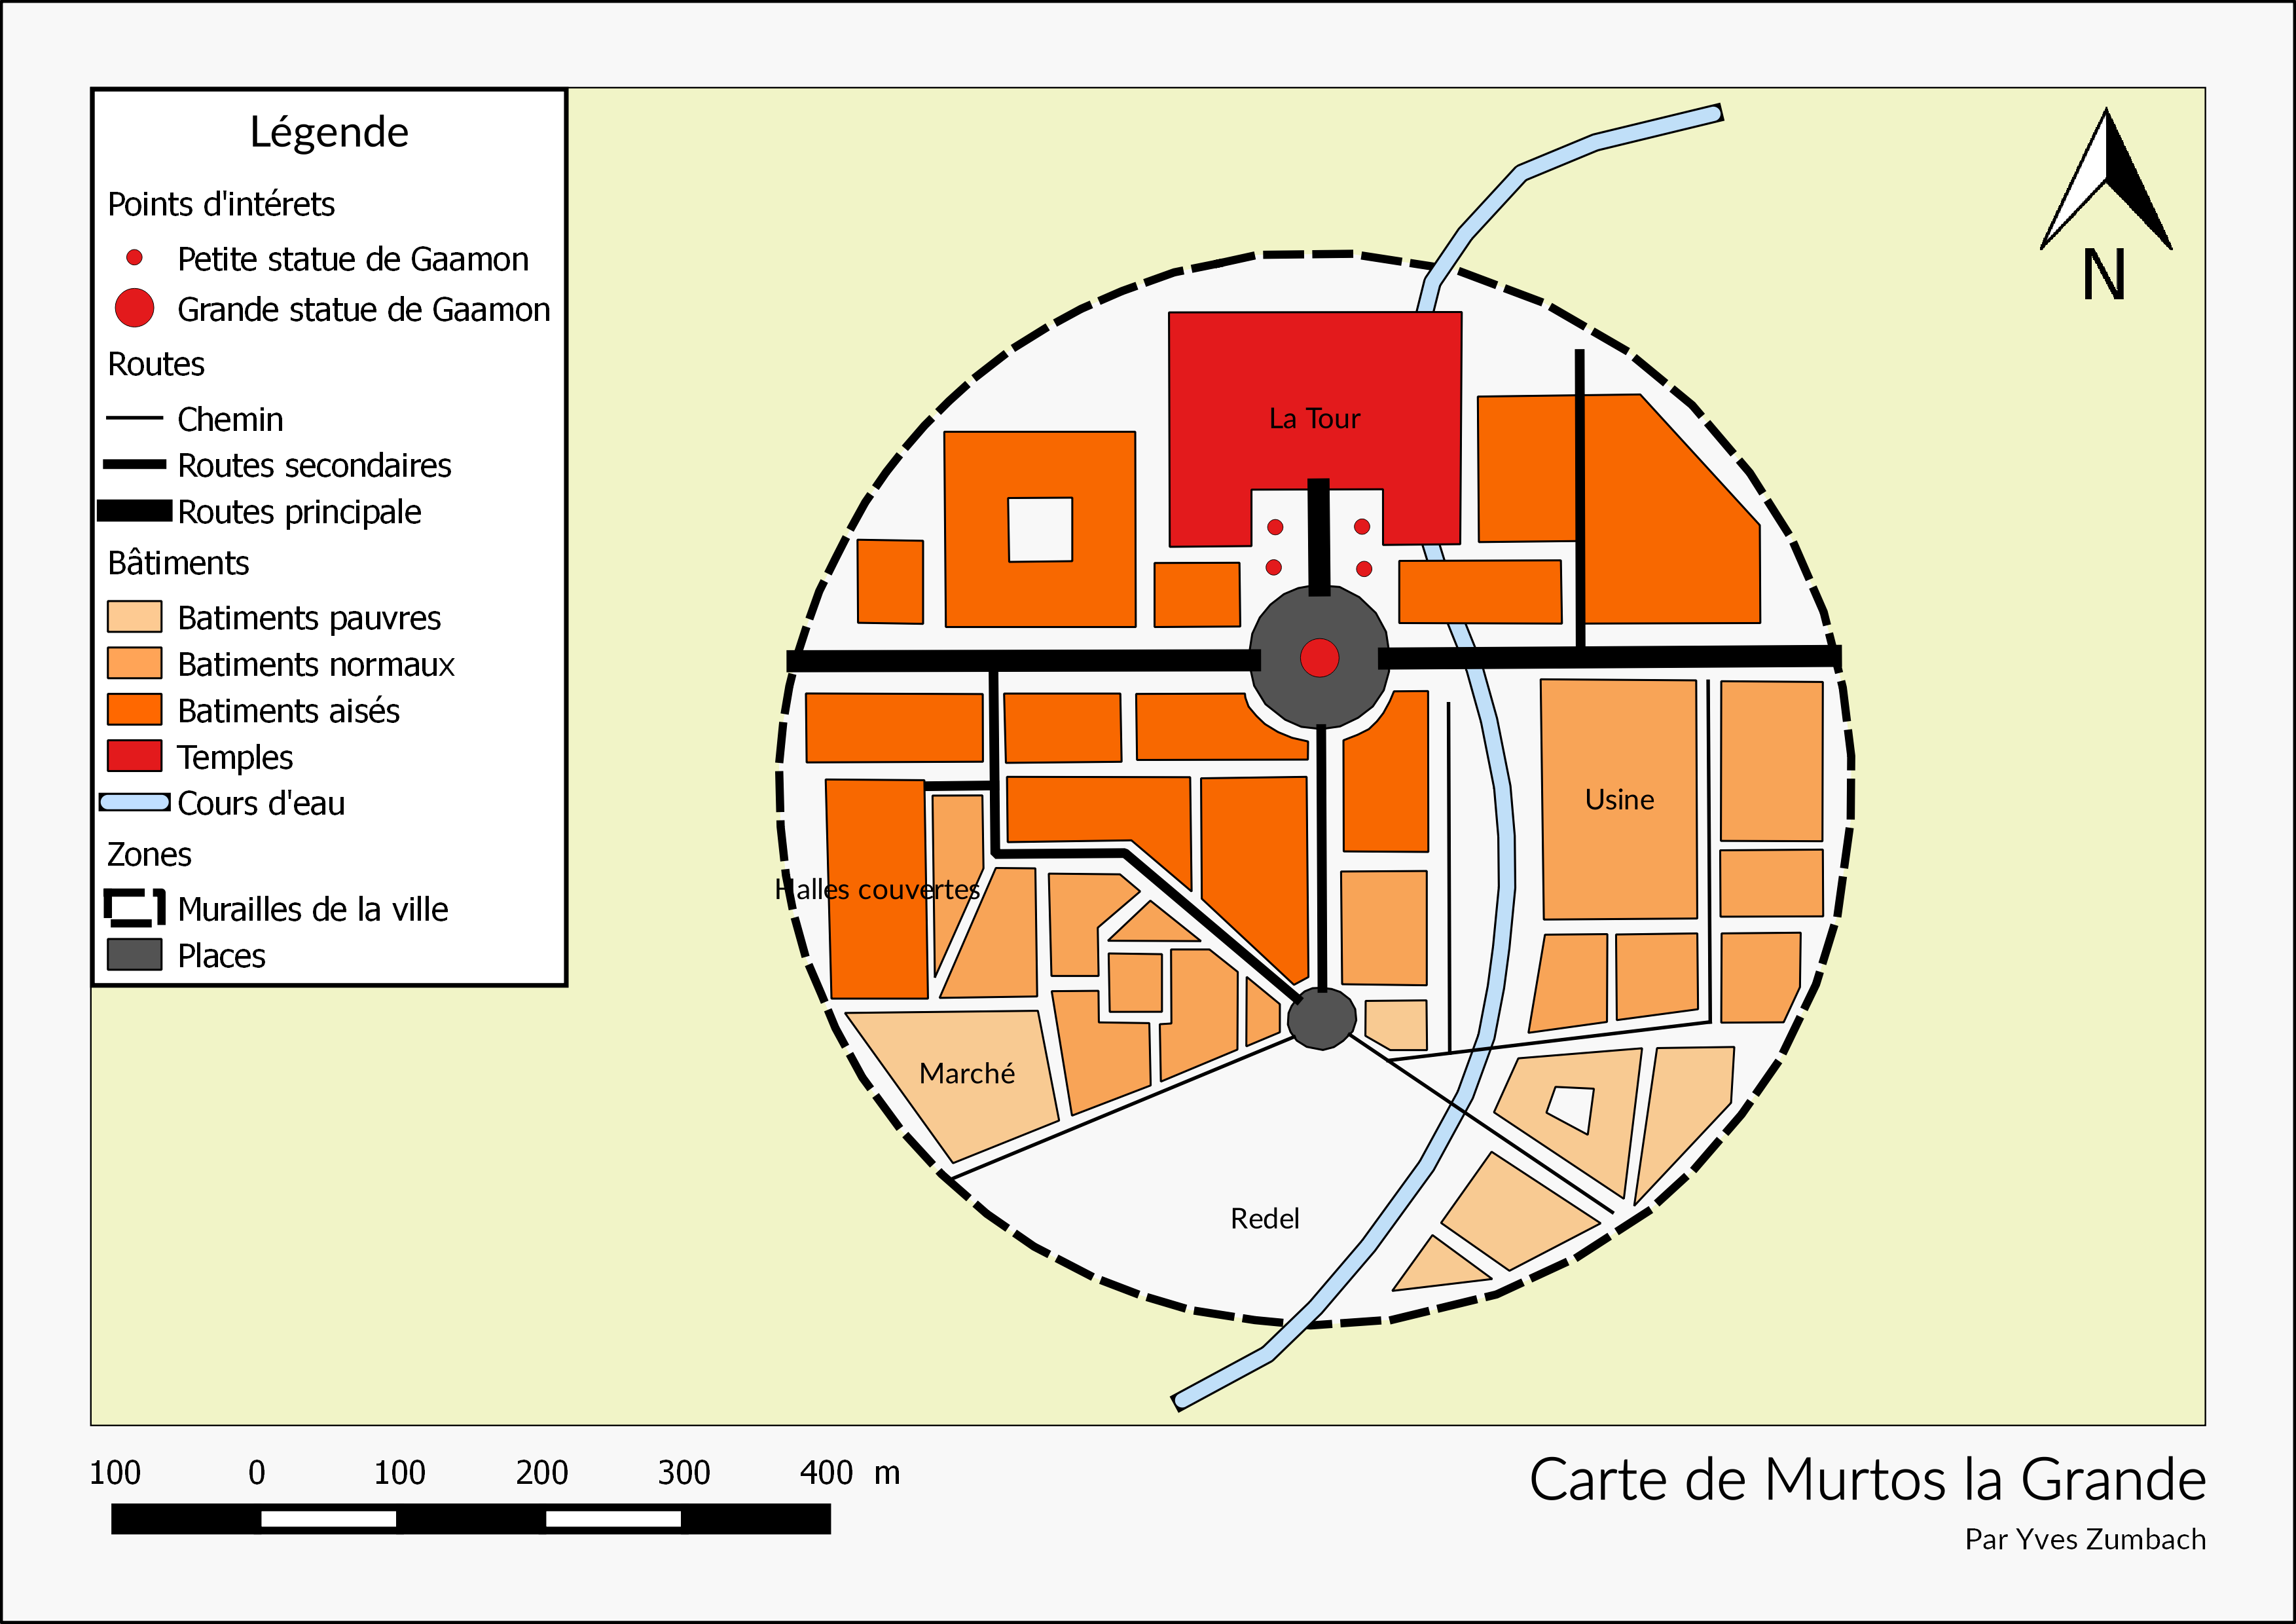 Légende
Points d'intérets
Petite statue de Gaamon
Grande statue de Gaamon
Routes
Chemin
Routes secondaires
Routes principale
Bâtiments
Batiments pauvres
Batiments normaux
Batiments aisés
Temples
Cours d'eau
Zones
Murailles de la ville
Places
N
La Tour
Usine
Halles couvertes
Marché
Redel
100 0 100 200 300 400 m
Carte de Murtos la Grande
Par Yves Zumbach